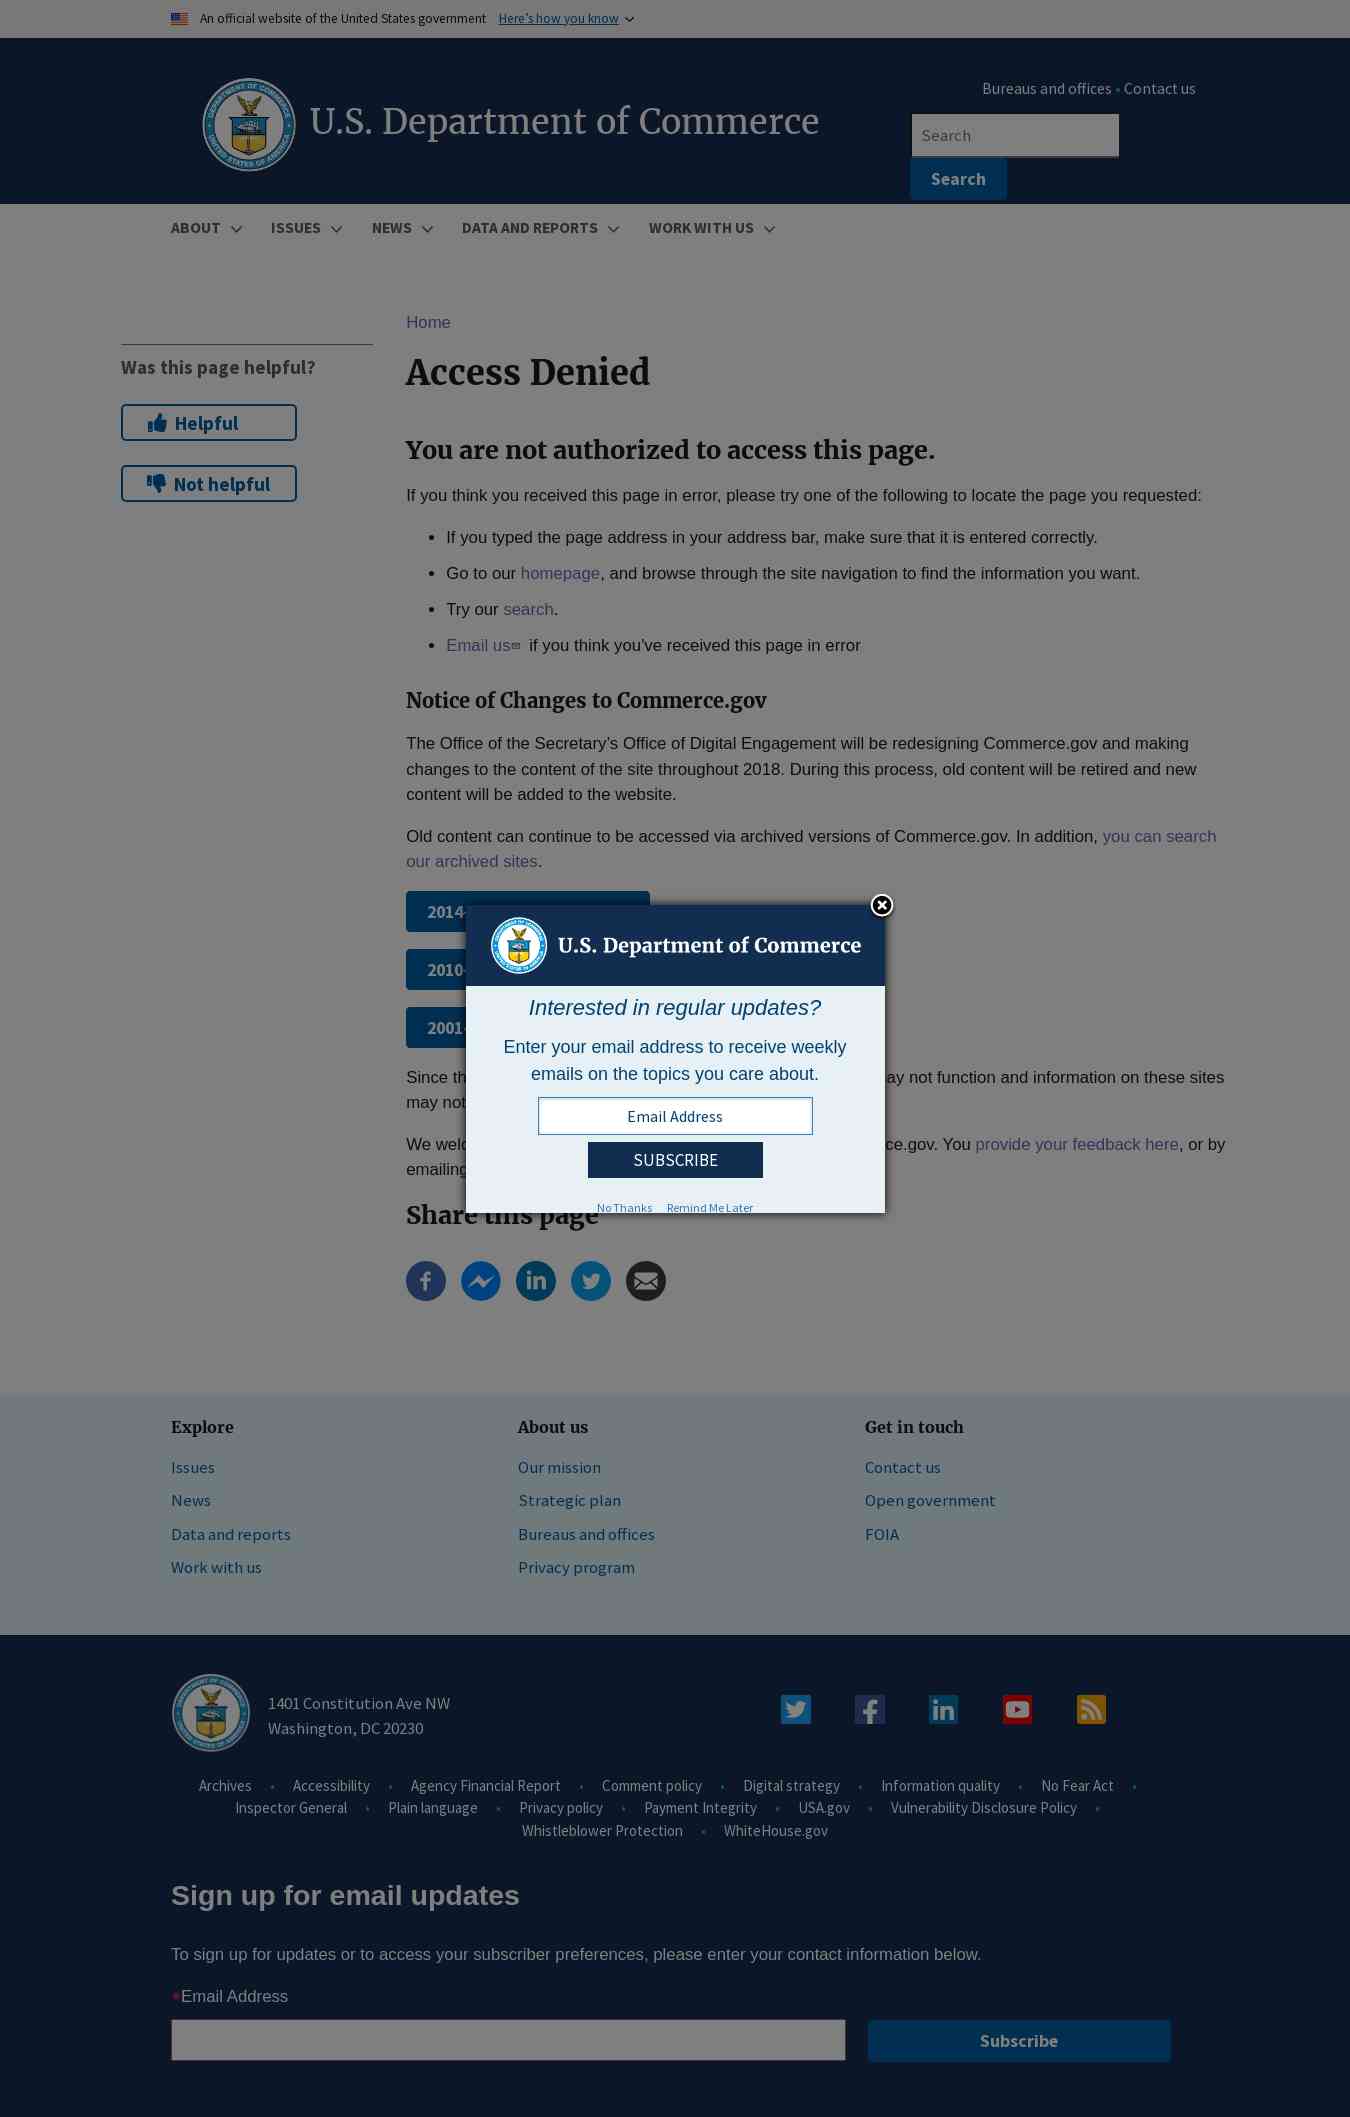 An official website of the United States government Here’s how you know
Bureaus and offices • Contact us
U.S. Department of Commerce
Search
Search
ABOUT ISSUES NEWS DATA AND REPORTS WORK WITH US
Home
Was this page helpful?
Helpful
Not helpful
Access Denied
You are not authorized to access this page.
If you think you received this page in error, please try one of the following to locate the page you requested:
• If you typed the page address in your address bar, make sure that it is entered correctly.
• Go to our homepage, and browse through the site navigation to find the information you want.
• Try our search.
• Email us if you think you've received this page in error
Notice of Changes to Commerce.gov
The Office of the Secretary’s Office of Digital Engagement will be redesigning Commerce.gov and making
changes to the content of the site throughout 2018. During this process, old content will be retired and new
content will be added to the website.
Old content can continue to be accessed via archived versions of Commerce.gov. In addition, you can search
our archived sites.
2014-
2010-
2001-
U.S. Department of Commerce
Interested in regular updates?
Enter your email address to receive weekly
emails on the topics you care about.
Email Address
SUBSCRIBE
No Thanks Remind Me Later
Since not function and information on these sites
may not
We You provide your feedback here, or by
emailing
Share this page
Explore
Issues
News
Data and reports
Work with us
About us
Our mission
Strategic plan
Bureaus and offices
Privacy program
Get in touch
Contact us
Open government
FOIA
1401 Constitution Ave NW
Washington, DC 20230
Archives • Accessibility • Agency Financial Report • Comment policy • Digital strategy • Information quality • No Fear Act •
Inspector General • Plain language • Privacy policy • Payment Integrity • USA.gov • Vulnerability Disclosure Policy •
Whistleblower Protection • WhiteHouse.gov
Sign up for email updates
To sign up for updates or to access your subscriber preferences, please enter your contact information below.
*Email Address
Subscribe